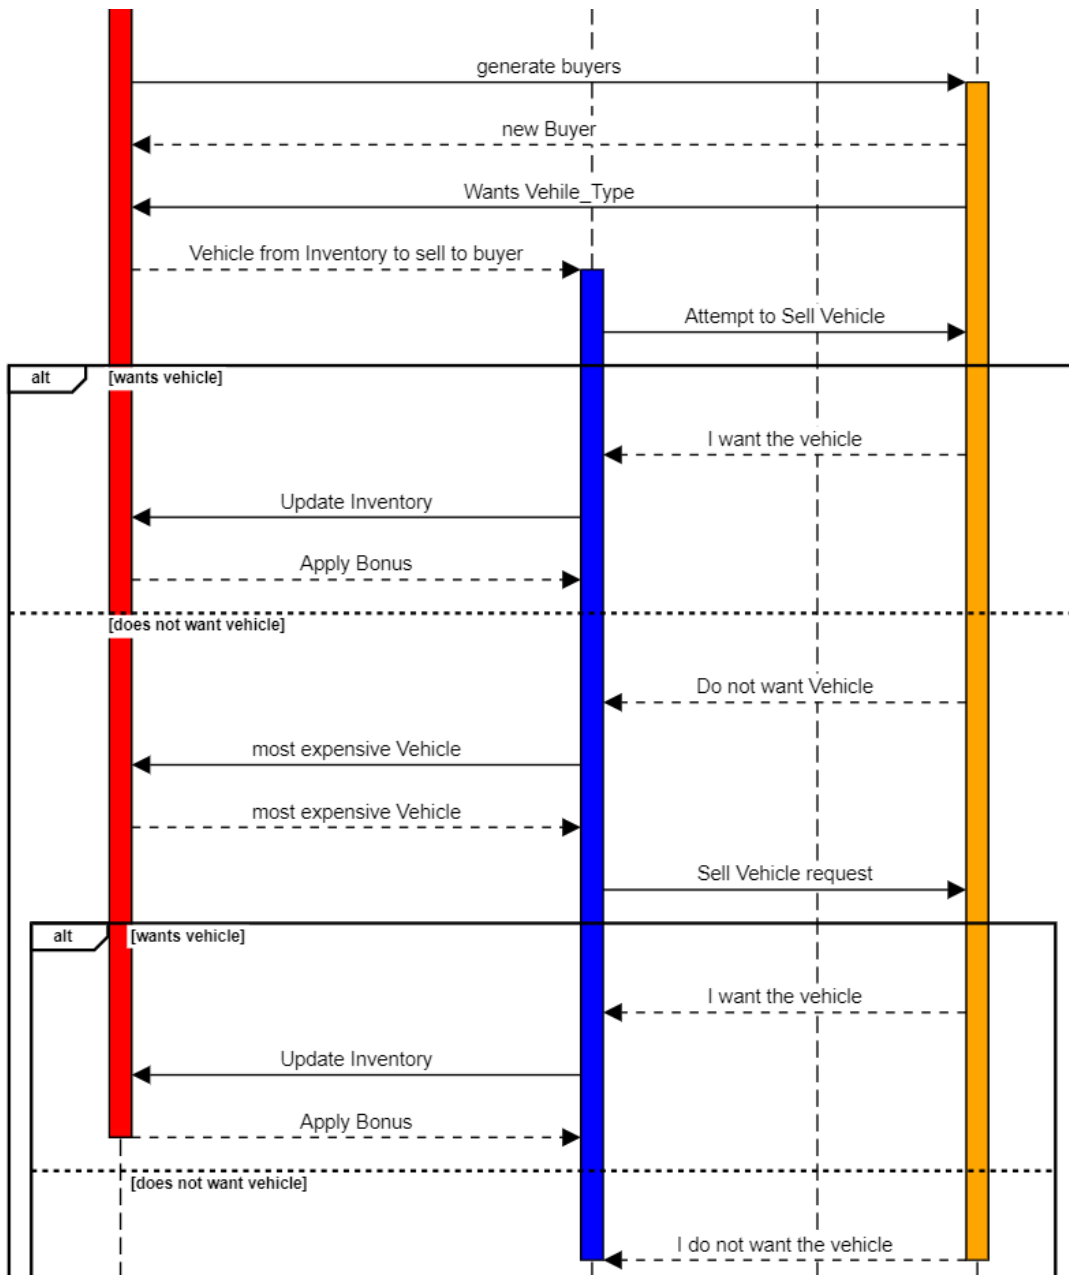 generate buyers
new Buyer
Wants Vehile_Type
Vehicle from Inventory to sell to buyer
Attempt to Sell Vehicle
alt
[wants vehicle]
I want the vehicle
Update Inventory
Apply Bonus
[does not want vehicle]
Do not want Vehicle
most expensive Vehicle
most expensive Vehicle
Sell Vehicle request
alt
[wants vehicle]
I want the vehicle
Update Inventory
Apply Bonus
[does not want vehicle]
I do not want the vehicle